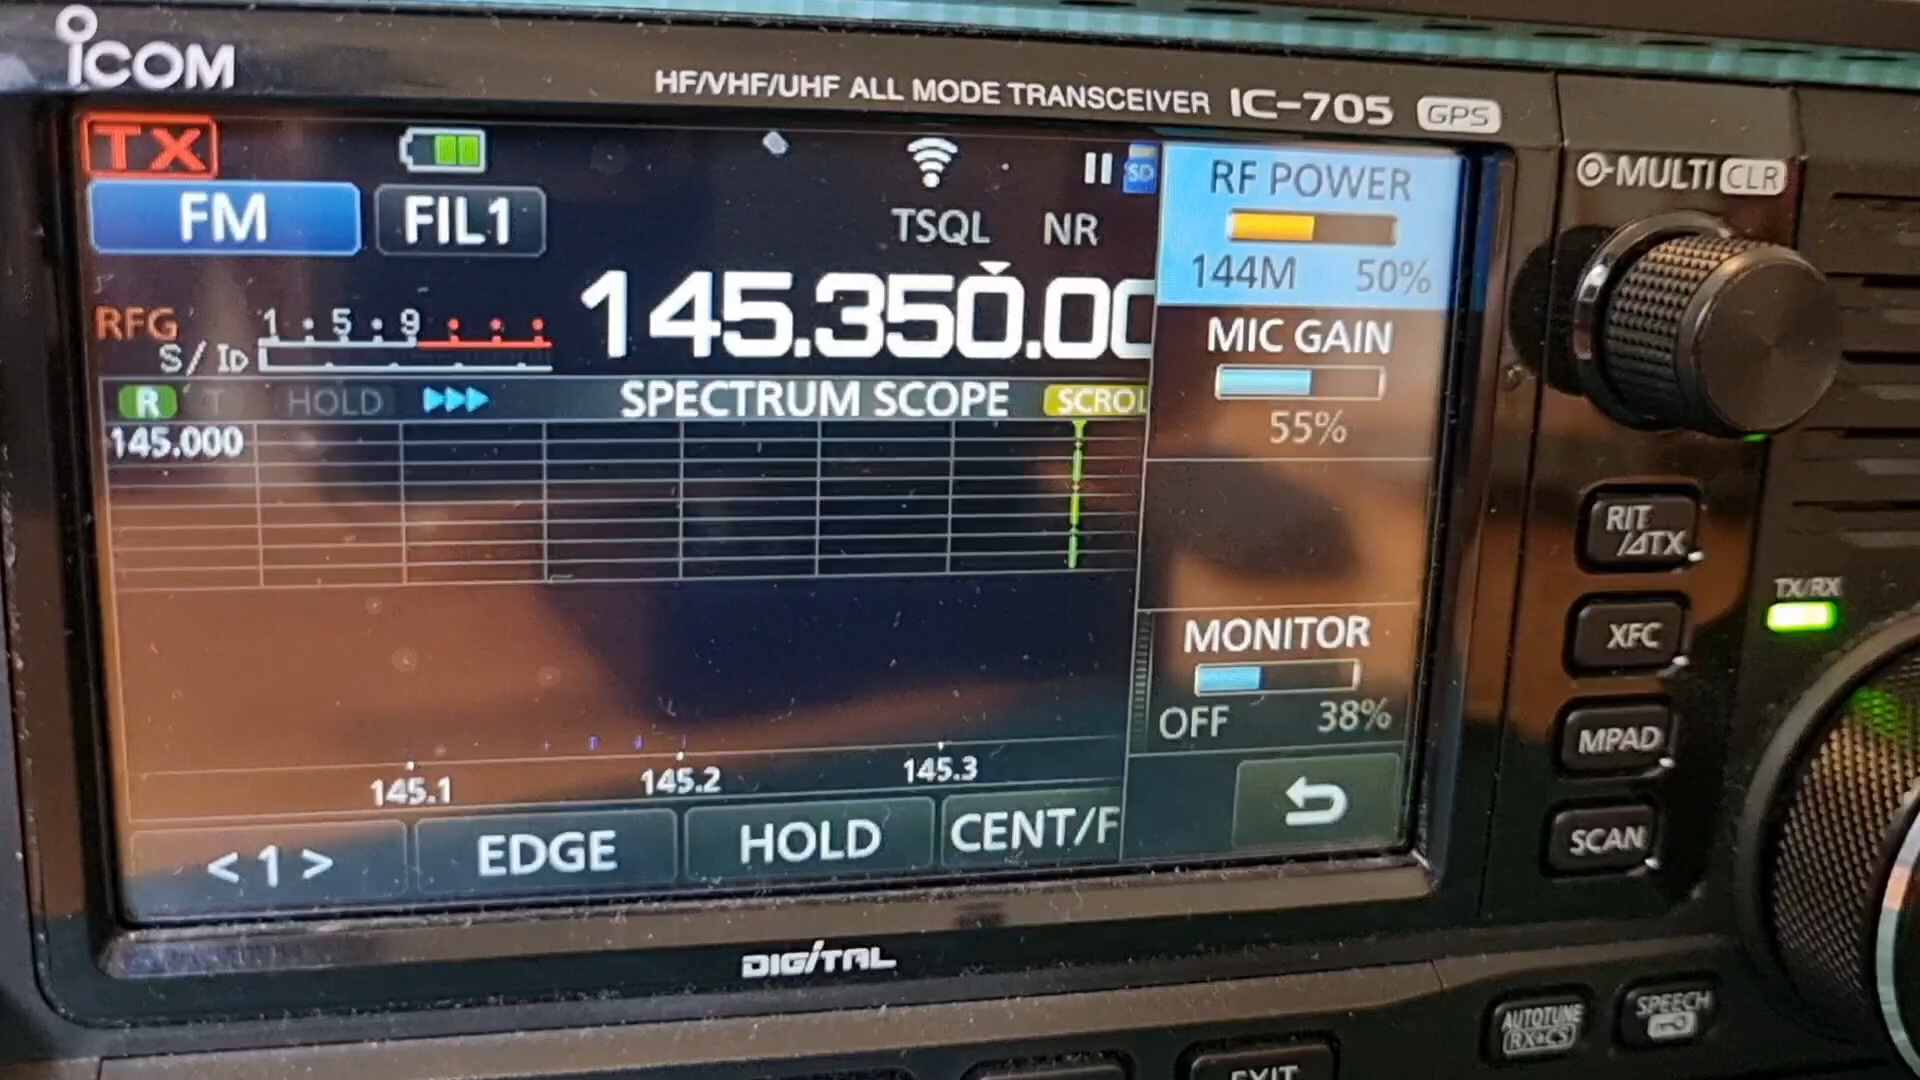 ICOM
HF/VHF/UHF ALL MODE TRANSCEIVER IC-705 GPS
TX
SD
FM FIL1
TSQL NR
145.350.00
RFG
1 5 9
S/ID
R T HOLD SPECTRUM SCOPE SCROL
145.000
145.1 145.2 145.3
< 1 > EDGE HOLD CENT/F
RF POWER
144M 50%
MIC GAIN
55%
MONITOR
OFF 38%
MULTI CLR
RIT
/⊿TX
TX/RX
XFC
MPAD
SCAN
DIGITAL
AUTOTUNE
RX→CS
SPEECH
EXIT